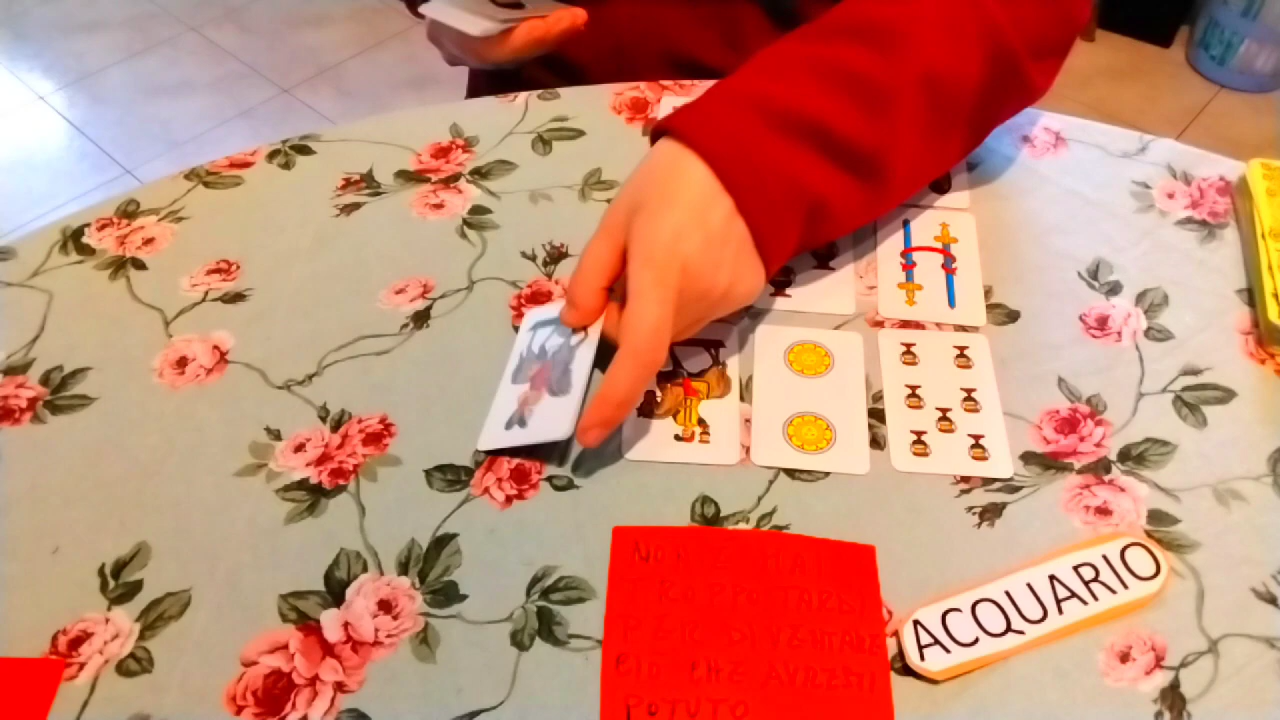 NON È MAI
TROPPO TARDI
PER DIVENTARE
CIÒ CHE AVRESTI
POTUTO
ACQUARIO